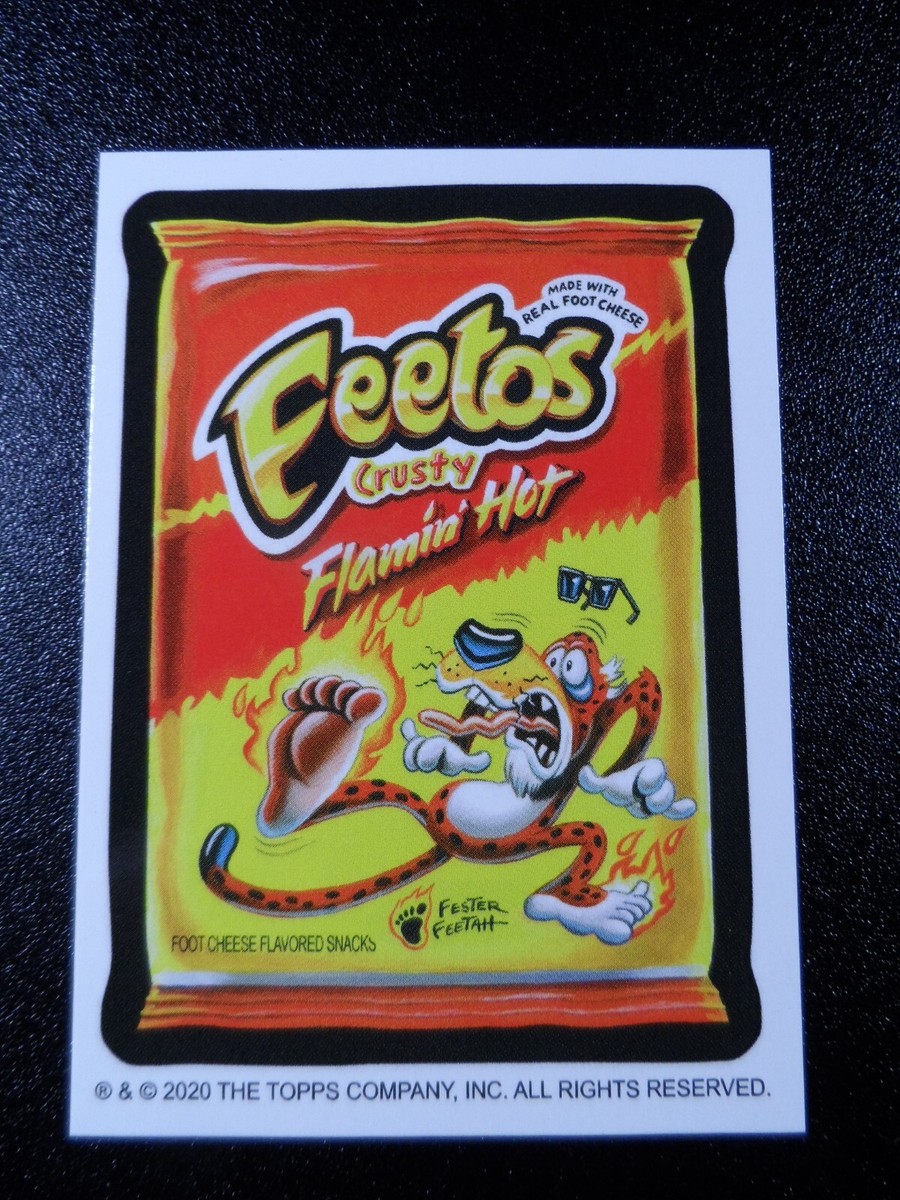 MADE WITH
REAL FOOT CHEESE
Feetos
Crusty
Flamin' Hot
FESTER
FEETAH
FOOT CHEESE FLAVORED SNACKS
® & © 2020 THE TOPPS COMPANY, INC. ALL RIGHTS RESERVED.